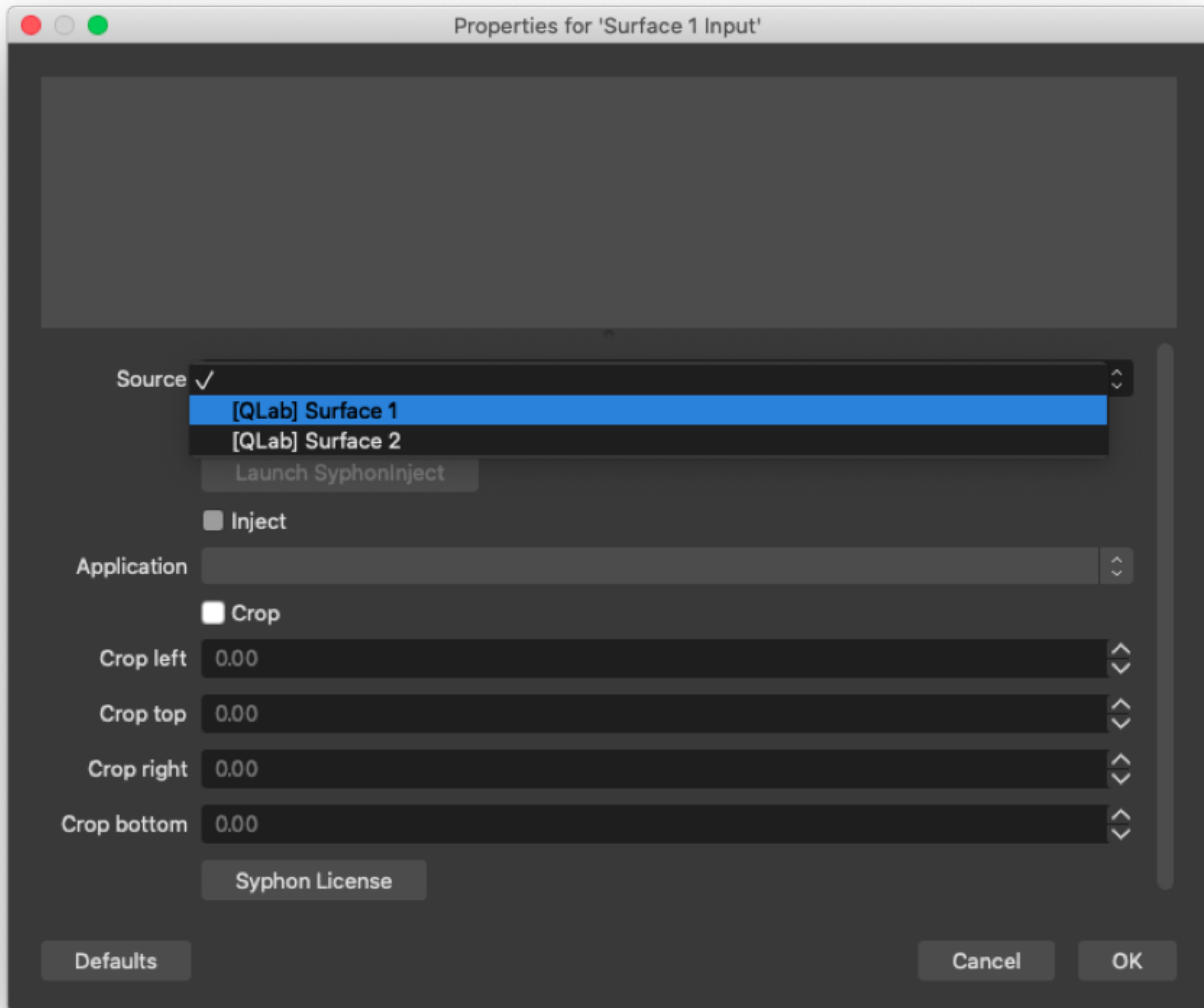 Properties for 'Surface 1 Input'
Source ✓
[QLab] Surface 1
[QLab] Surface 2
Launch SyphonInject
Inject
Application
Crop
Crop left 0.00
Crop top 0.00
Crop right 0.00
Crop bottom 0.00
Syphon License
Defaults Cancel OK